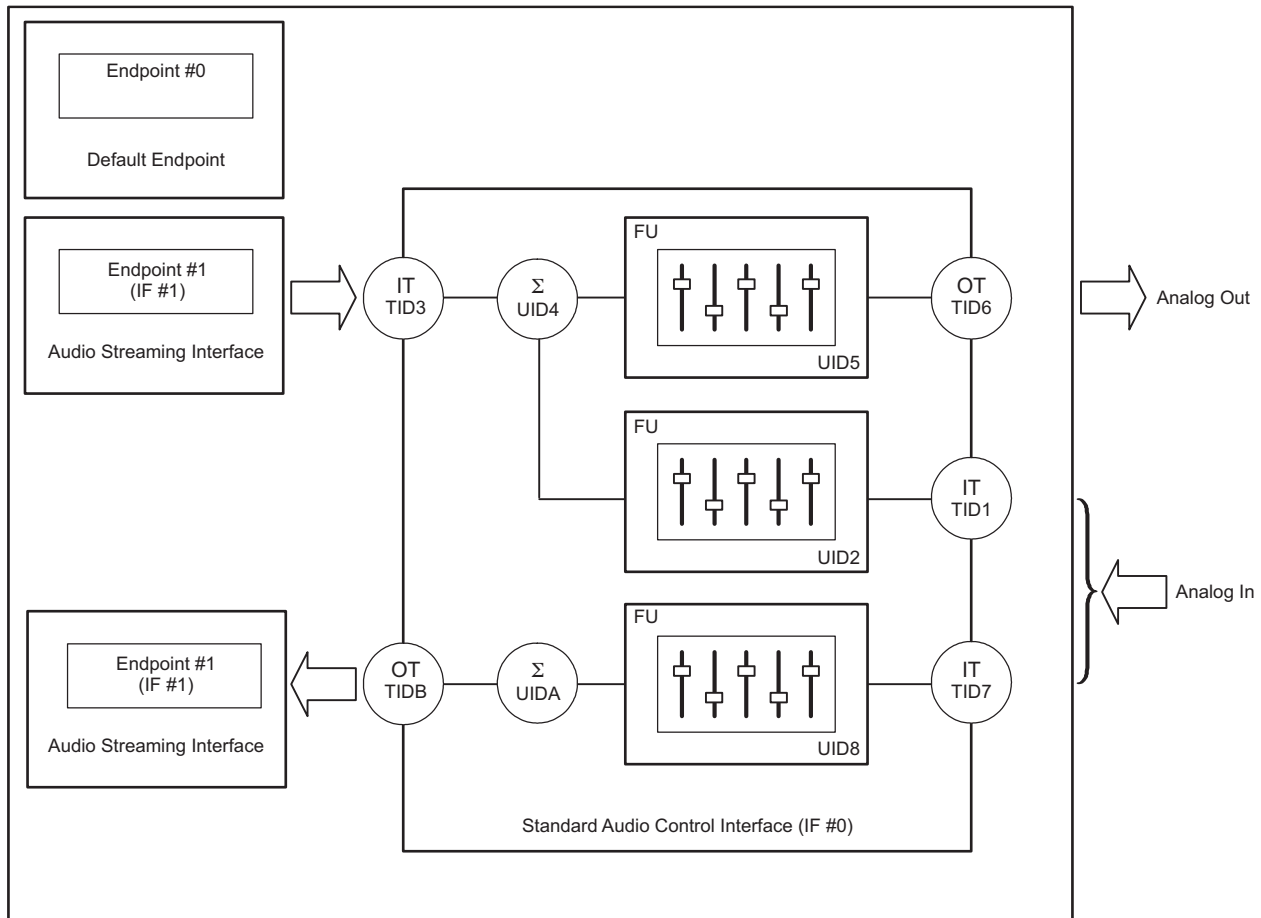 Endpoint #0
Default Endpoint
Endpoint #1
(IF #1)
Audio Streaming Interface
IT
TID3
Σ
UID4
FU
UID5
OT
TID6
Analog Out
FU
UID2
IT
TID1
Analog In
Endpoint #1
(IF #1)
Audio Streaming Interface
OT
TIDB
Σ
UIDA
FU
UID8
IT
TID7
Standard Audio Control Interface (IF #0)